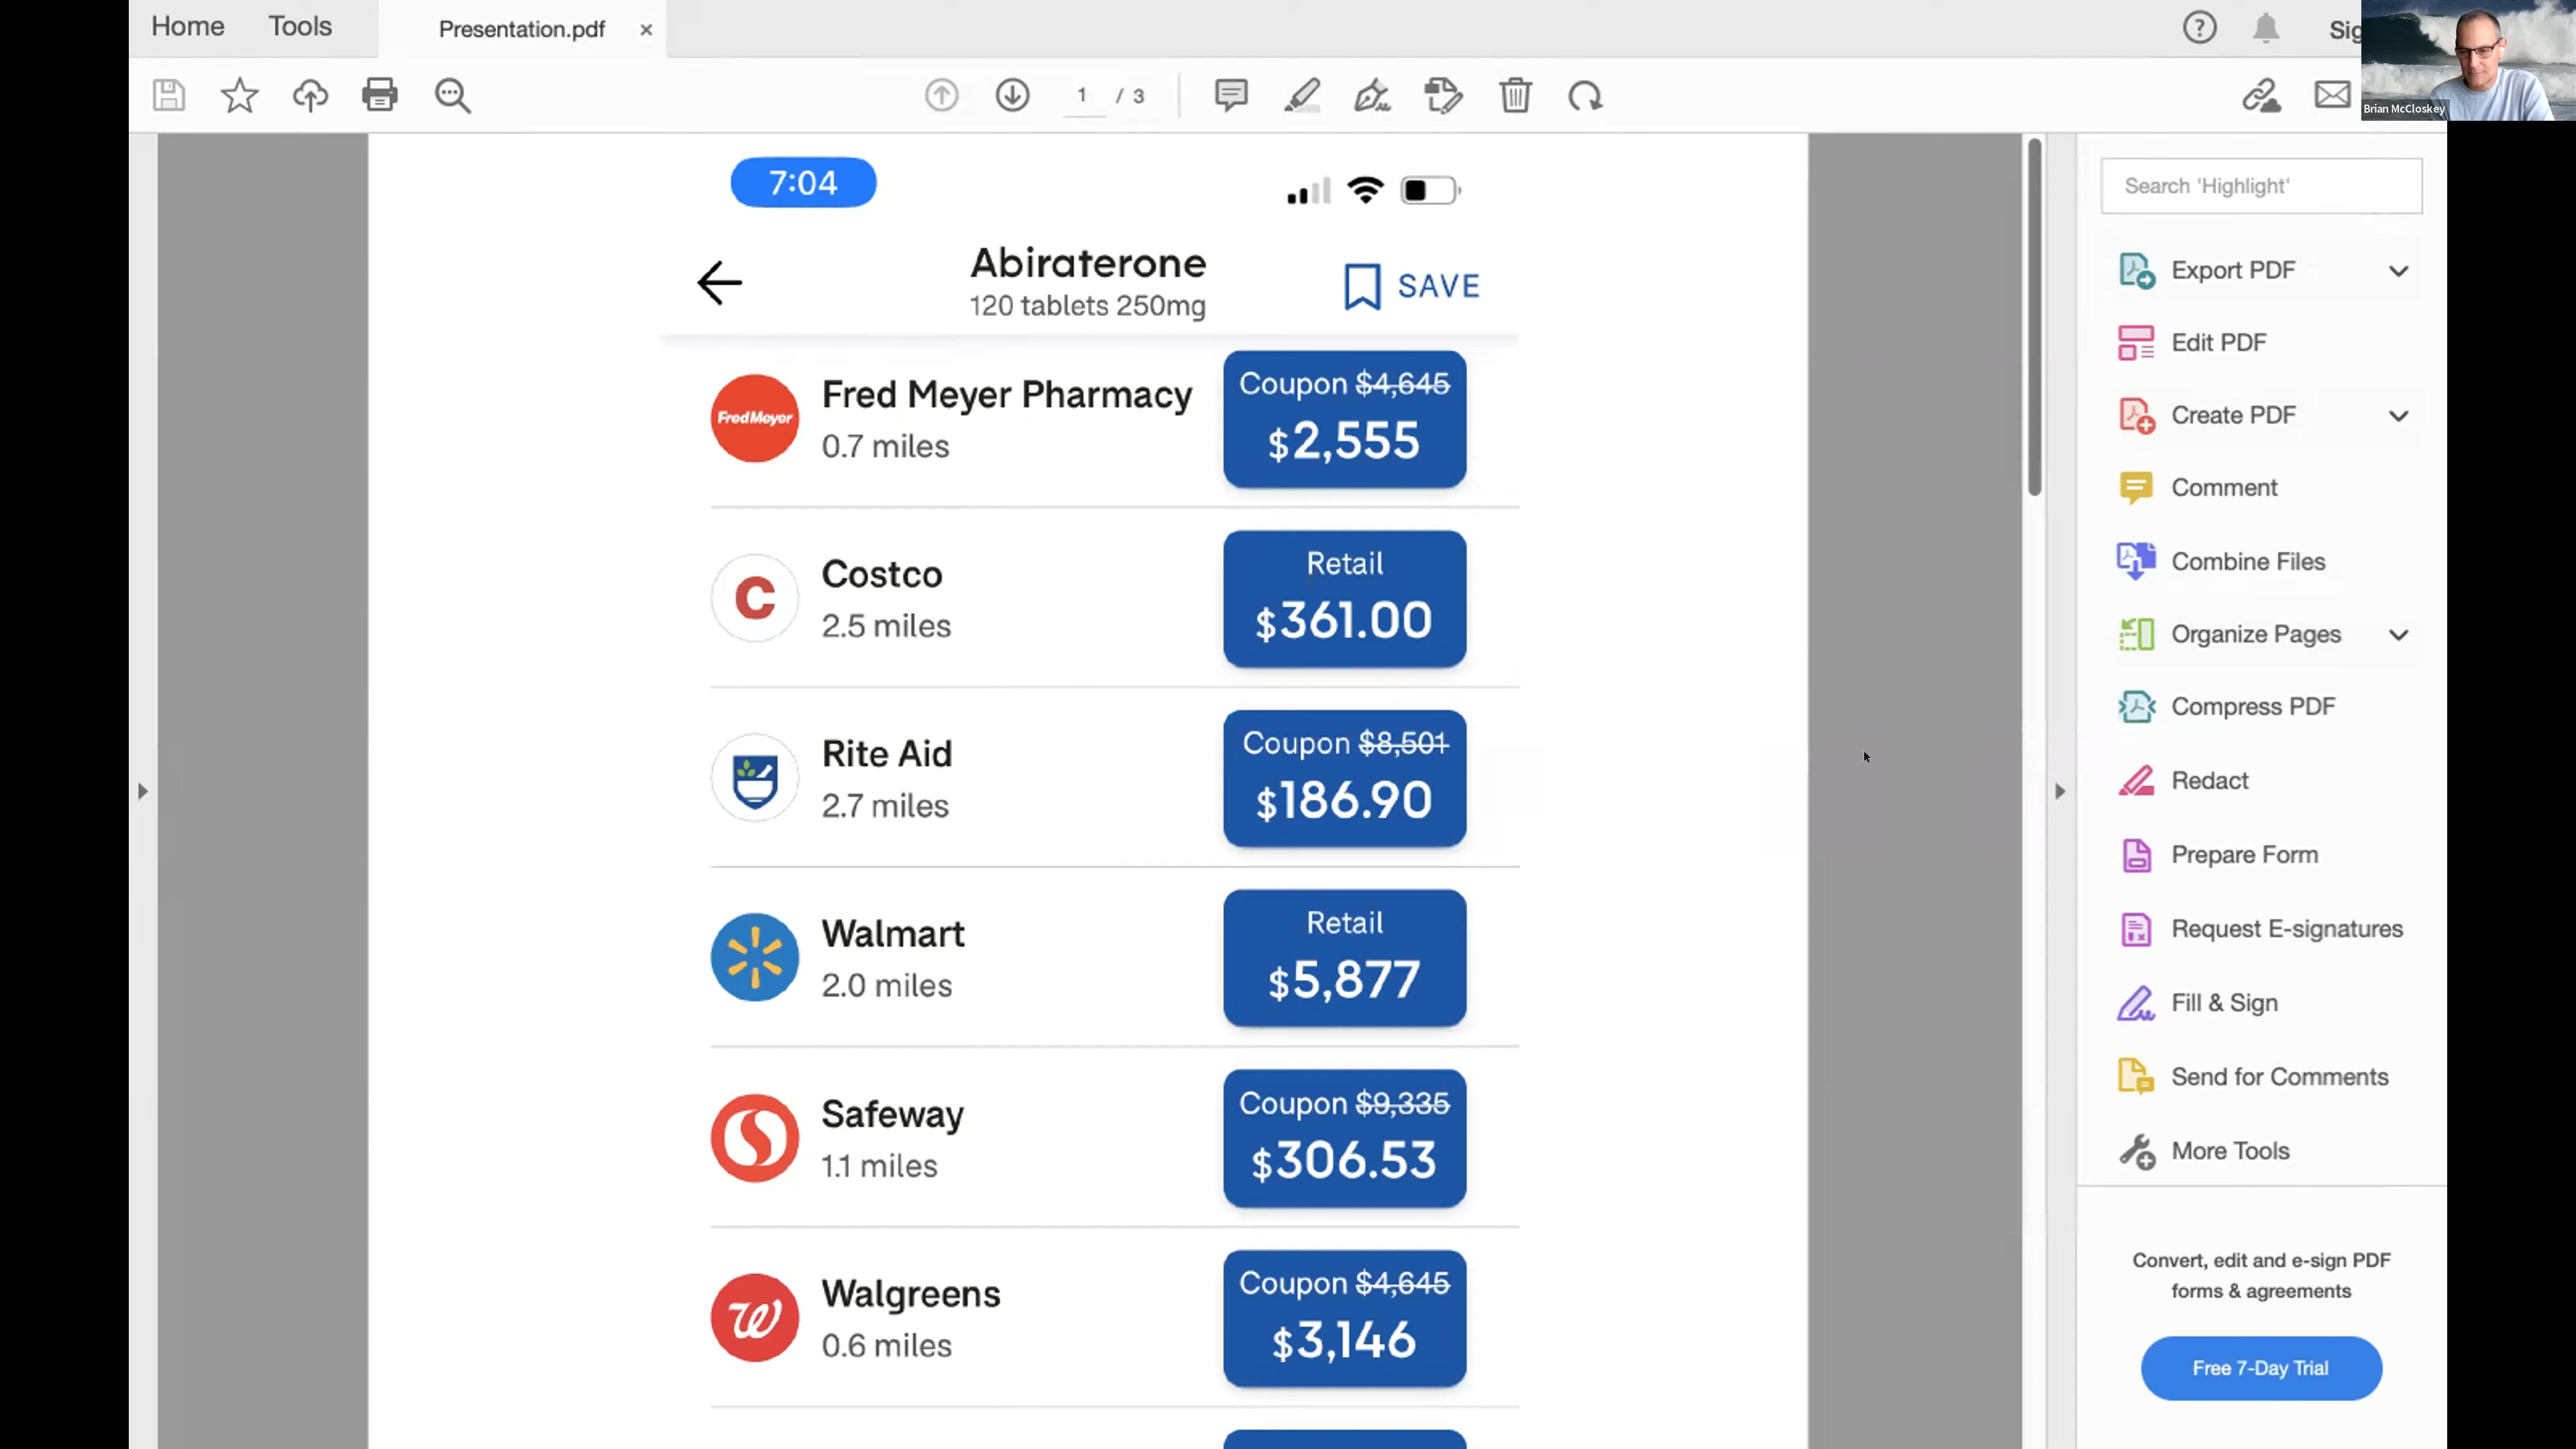 Home Tools Presentation.pdf ×
? Sig
1 / 3
Brian McCloskey
7:04
Abiraterone
120 tablets 250mg
SAVE
FredMeyer
Fred Meyer Pharmacy
0.7 miles
Coupon $4,645
$2,555
C
Costco
2.5 miles
Retail
$361.00
Rite Aid
2.7 miles
Coupon $8,501
$186.90
Walmart
2.0 miles
Retail
$5,877
Safeway
1.1 miles
Coupon $9,335
$306.53
W
Walgreens
0.6 miles
Coupon $4,645
$3,146
Search 'Highlight'
Export PDF
Edit PDF
Create PDF
Comment
Combine Files
Organize Pages
Compress PDF
Redact
Prepare Form
Request E-signatures
Fill & Sign
Send for Comments
More Tools
Convert, edit and e-sign PDF
forms & agreements
Free 7-Day Trial